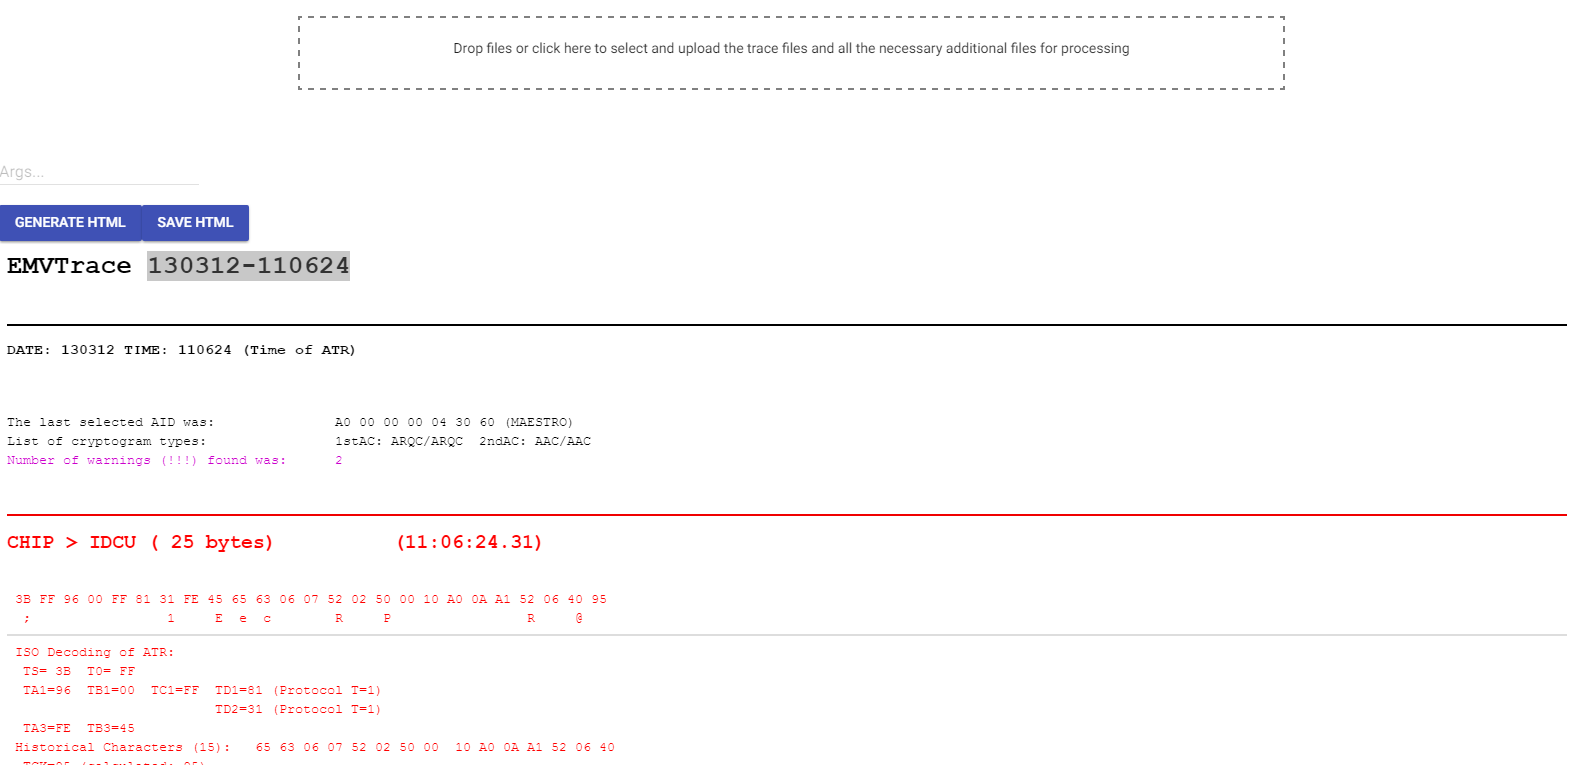 Drop files or click here to select and upload the trace files and all the necessary additional files for processing
Args...
GENERATE HTML SAVE HTML
EMVTrace 130312-110624
DATE: 130312 TIME: 110624 (Time of ATR)
The last selected AID was: A0 00 00 00 04 30 60 (MAESTRO)
List of cryptogram types: 1stAC: ARQC/ARQC 2ndAC: AAC/AAC
Number of warnings (!!!) found was: 2
CHIP > IDCU ( 25 bytes) (11:06:24.31)
3B FF 96 00 FF 81 31 FE 45 65 63 06 07 52 02 50 00 10 A0 0A A1 52 06 40 95
; 1 E e c R P R @
ISO Decoding of ATR:
TS= 3B T0= FF
TA1=96 TB1=00 TC1=FF TD1=81 (Protocol T=1)
TD2=31 (Protocol T=1)
TA3=FE TB3=45
Historical Characters (15): 65 63 06 07 52 02 50 00 10 A0 0A A1 52 06 40